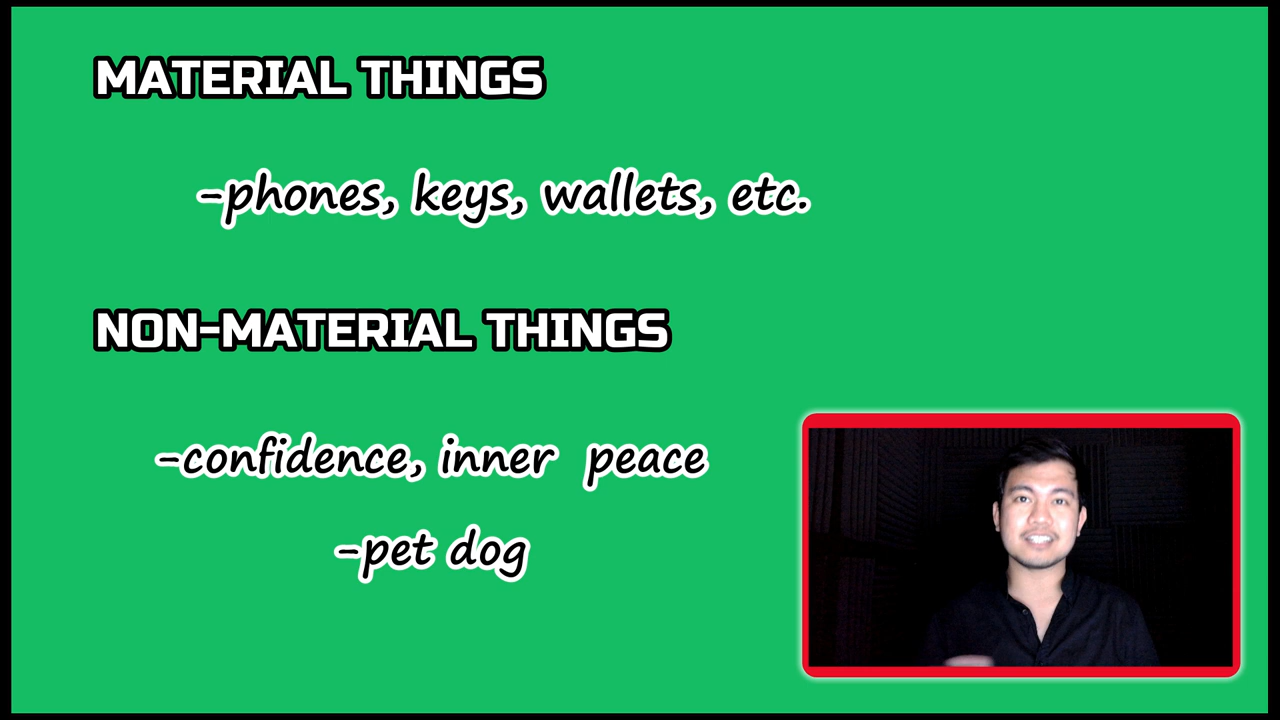 MATERIAL THINGS
-phones, keys, wallets, etc.
NON-MATERIAL THINGS
-confidence, inner peace
-pet dog